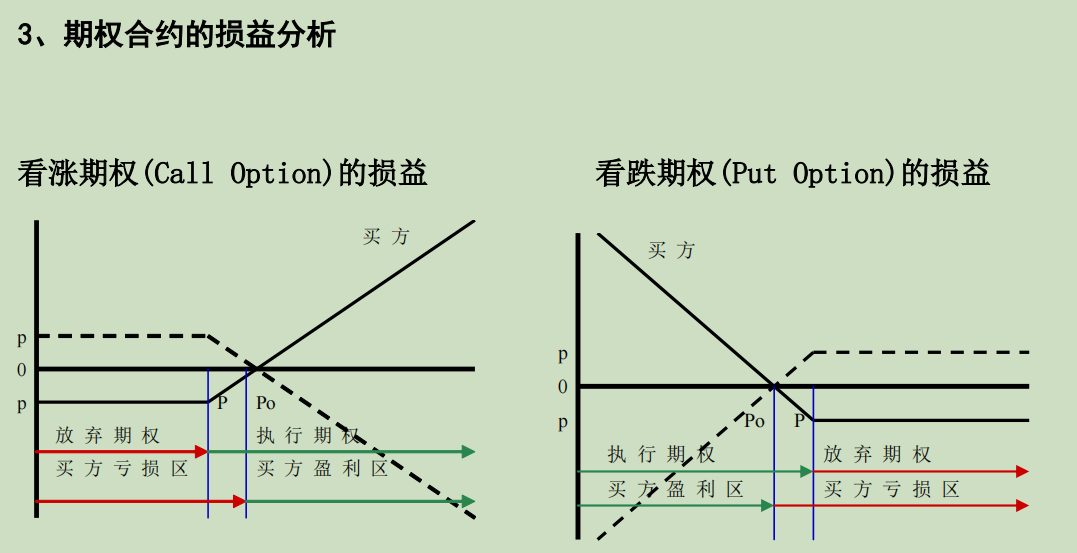 3、期权合约的损益分析
看涨期权(Call Option)的损益
买 方
p
0
p
P
Po
放 弃 期 权
执 行 期 权
买 方 亏 损 区
买 方 盈 利 区
看跌期权(Put Option)的损益
买 方
p
0
p
Po
P
执 行 期 权
放 弃 期 权
买 方 盈 利 区
买 方 亏 损 区